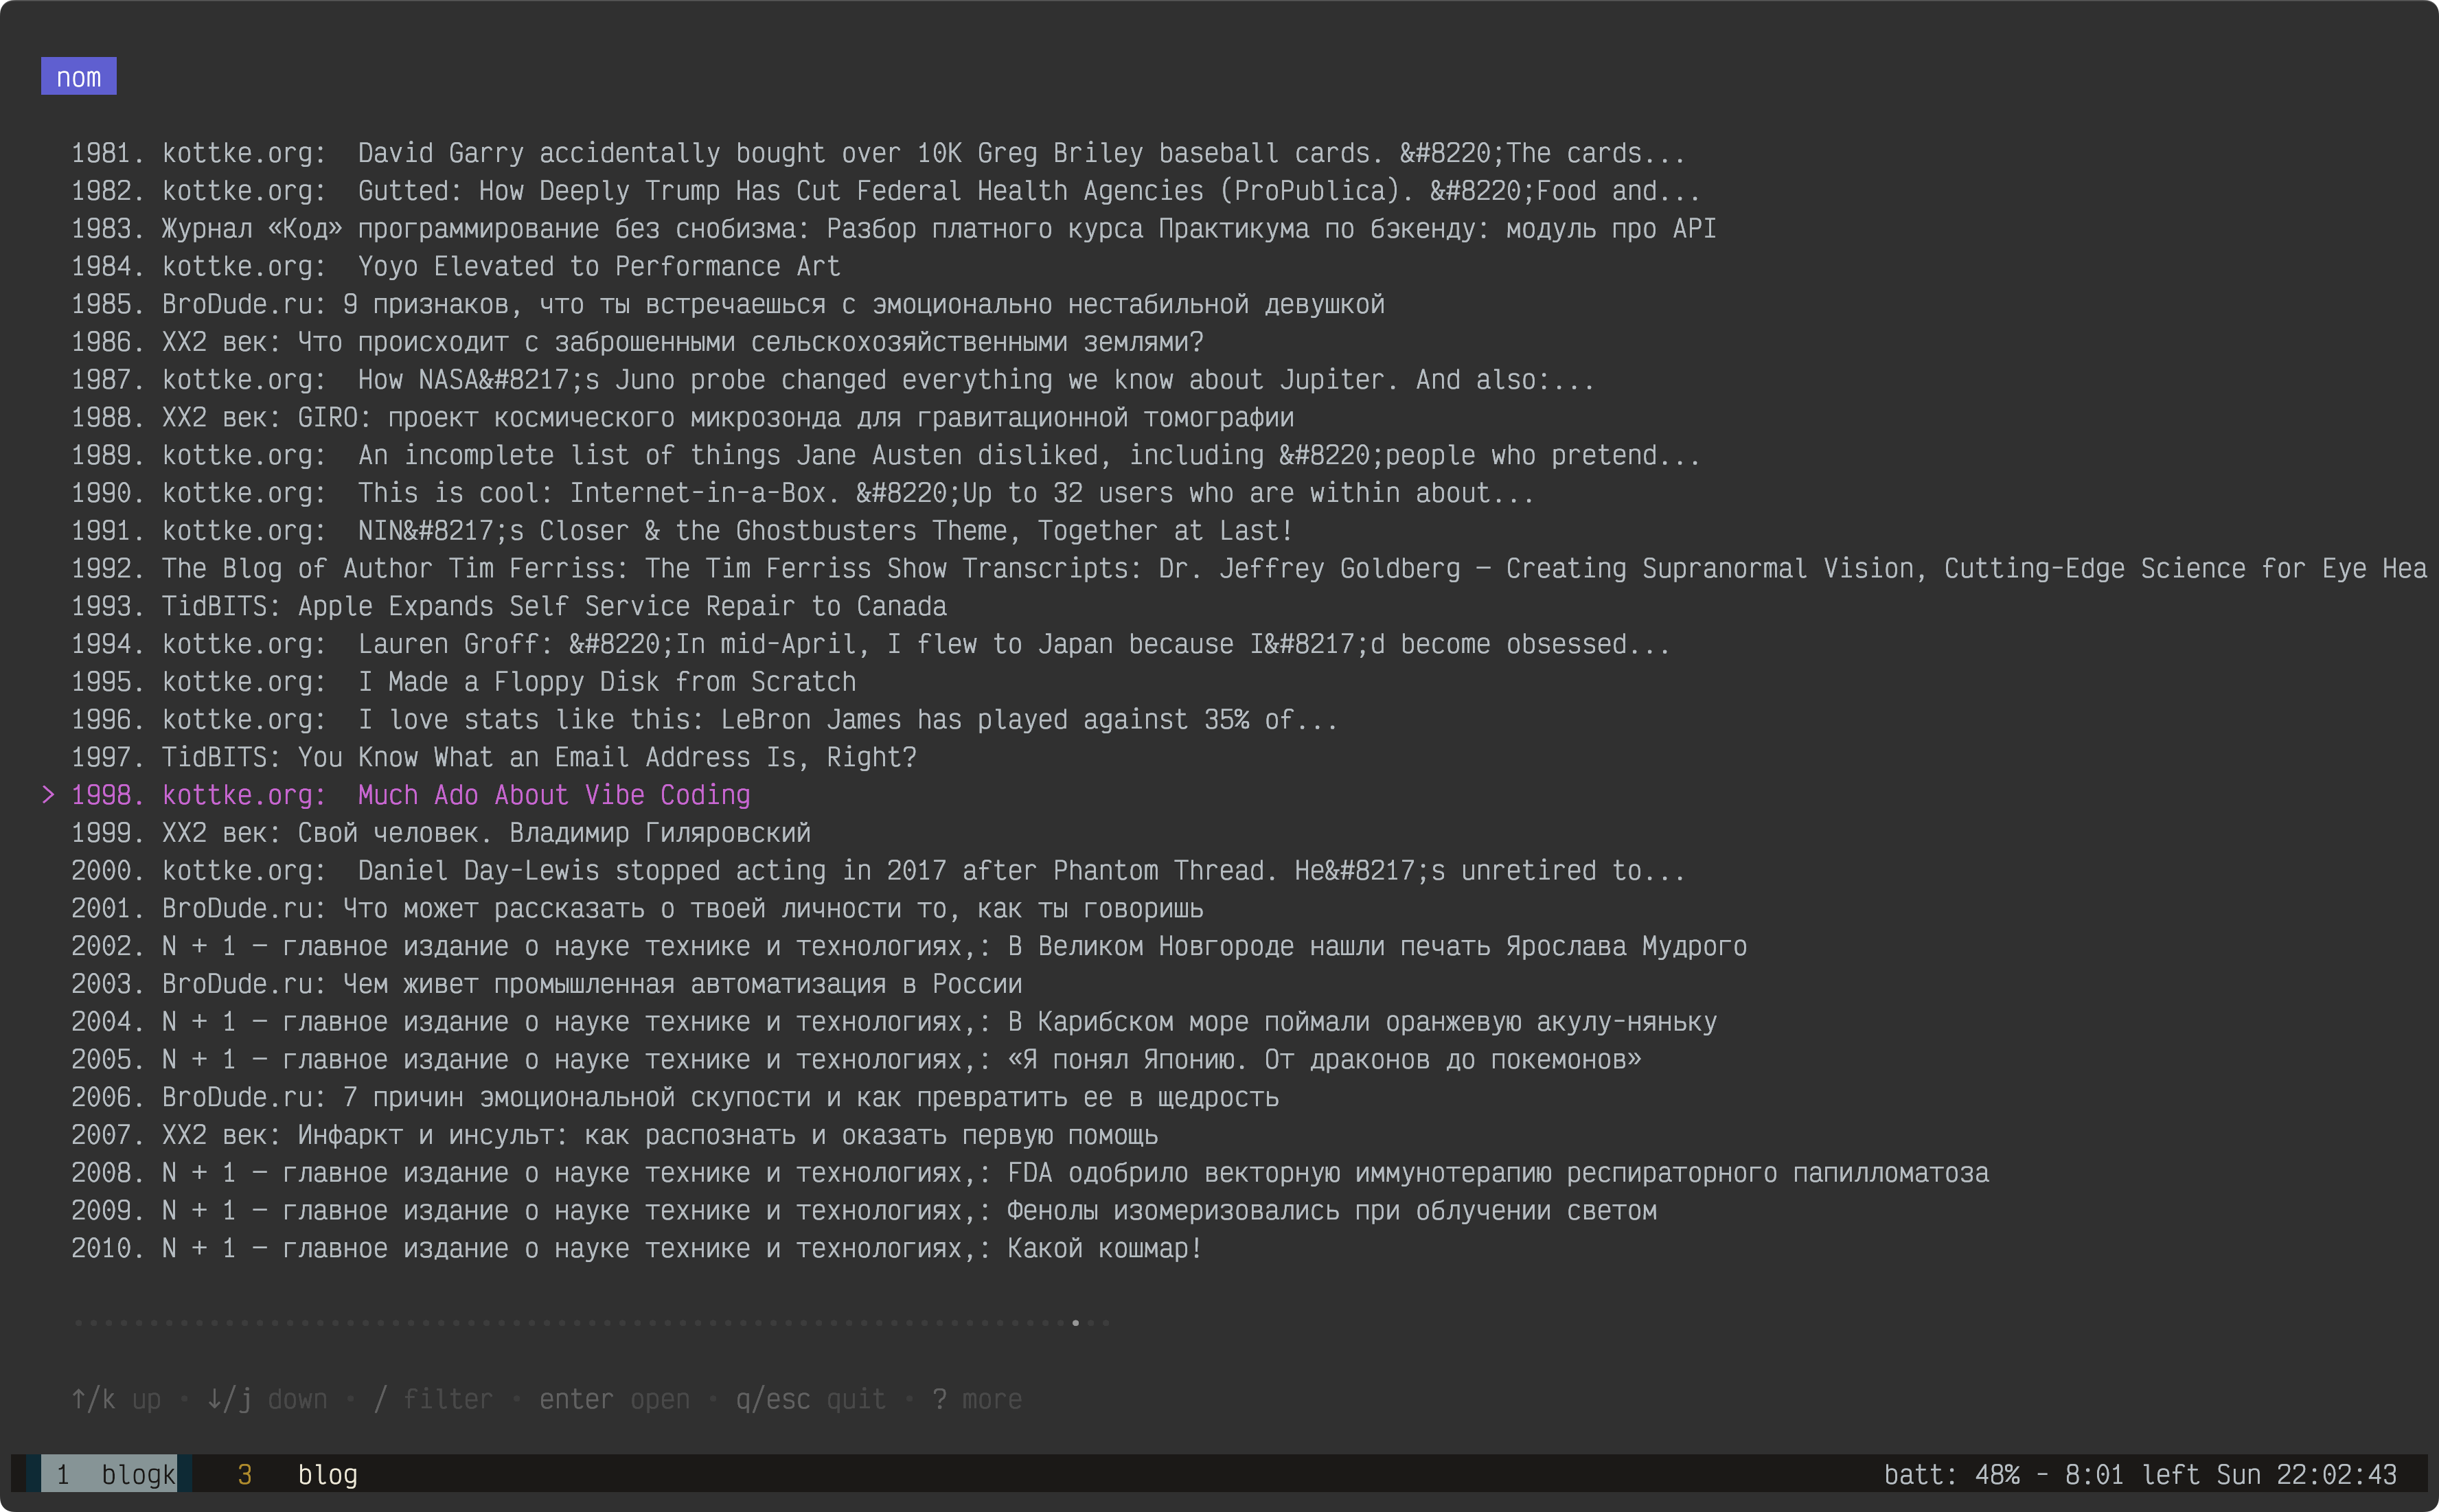 nom
1981. kottke.org:  David Garry accidentally bought over 10K Greg Briley baseball cards. &#8220;The cards...
1982. kottke.org:  Gutted: How Deeply Trump Has Cut Federal Health Agencies (ProPublica). &#8220;Food and...
1983. Журнал «Код» программирование без снобизма: Разбор платного курса Практикума по бэкенду: модуль про API
1984. kottke.org:  Yoyo Elevated to Performance Art
1985. BroDude.ru: 9 признаков, что ты встречаешься с эмоционально нестабильной девушкой
1986. XX2 век: Что происходит с заброшенными сельскохозяйственными землями?
1987. kottke.org:  How NASA&#8217;s Juno probe changed everything we know about Jupiter. And also:...
1988. XX2 век: GIRO: проект космического микрозонда для гравитационной томографии
1989. kottke.org:  An incomplete list of things Jane Austen disliked, including &#8220;people who pretend...
1990. kottke.org:  This is cool: Internet-in-a-Box. &#8220;Up to 32 users who are within about...
1991. kottke.org:  NIN&#8217;s Closer & the Ghostbusters Theme, Together at Last!
1992. The Blog of Author Tim Ferriss: The Tim Ferriss Show Transcripts: Dr. Jeffrey Goldberg — Creating Supranormal Vision, Cutting-Edge Science for Eye Hea
1993. TidBITS: Apple Expands Self Service Repair to Canada
1994. kottke.org:  Lauren Groff: &#8220;In mid-April, I flew to Japan because I&#8217;d become obsessed...
1995. kottke.org:  I Made a Floppy Disk from Scratch
1996. kottke.org:  I love stats like this: LeBron James has played against 35% of...
1997. TidBITS: You Know What an Email Address Is, Right?
> 1998. kottke.org:  Much Ado About Vibe Coding
1999. XX2 век: Свой человек. Владимир Гиляровский
2000. kottke.org:  Daniel Day-Lewis stopped acting in 2017 after Phantom Thread. He&#8217;s unretired to...
2001. BroDude.ru: Что может рассказать о твоей личности то, как ты говоришь
2002. N + 1 — главное издание о науке технике и технологиях,: В Великом Новгороде нашли печать Ярослава Мудрого
2003. BroDude.ru: Чем живет промышленная автоматизация в России
2004. N + 1 — главное издание о науке технике и технологиях,: В Карибском море поймали оранжевую акулу-няньку
2005. N + 1 — главное издание о науке технике и технологиях,: «Я понял Японию. От драконов до покемонов»
2006. BroDude.ru: 7 причин эмоциональной скупости и как превратить ее в щедрость
2007. XX2 век: Инфаркт и инсульт: как распознать и оказать первую помощь
2008. N + 1 — главное издание о науке технике и технологиях,: FDA одобрило векторную иммунотерапию респираторного папилломатоза
2009. N + 1 — главное издание о науке технике и технологиях,: Фенолы изомеризовались при облучении светом
2010. N + 1 — главное издание о науке технике и технологиях,: Какой кошмар!
↑/k up • ↓/j down • / filter • enter open • q/esc quit • ? more
1  blogk  3  blog  batt: 48% - 8:01 left Sun 22:02:43